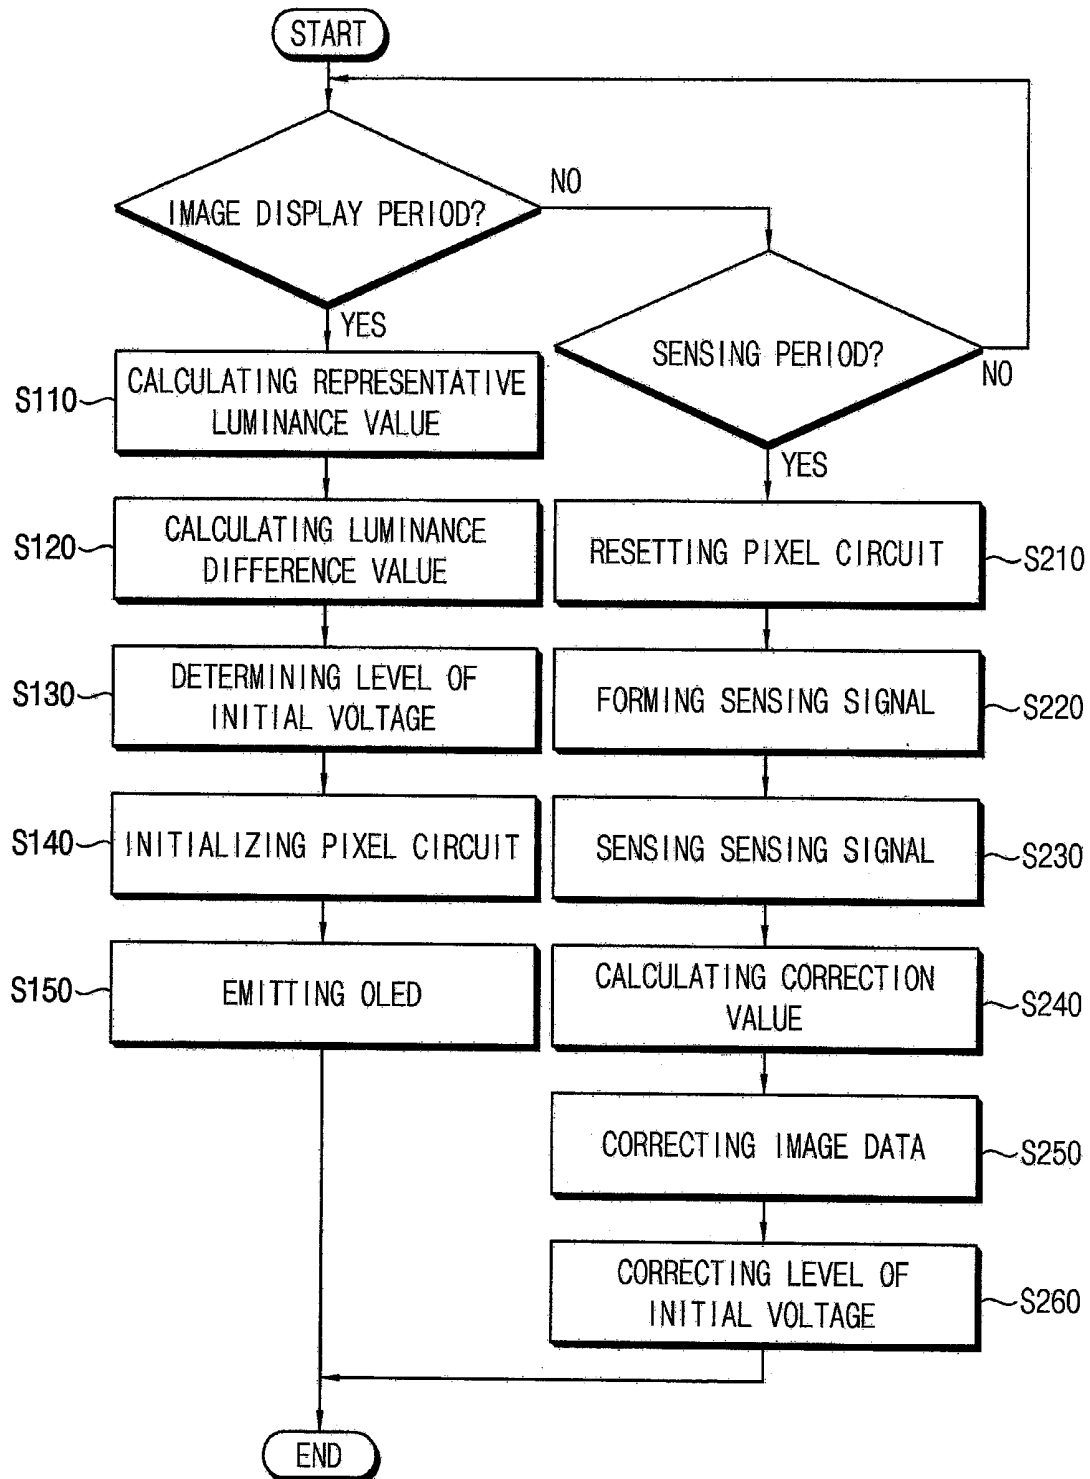 START
IMAGE DISPLAY PERIOD?
NO
YES
SENSING PERIOD?
NO
YES
S110
CALCULATING REPRESENTATIVE
LUMINANCE VALUE
S120
CALCULATING LUMINANCE
DIFFERENCE VALUE
S130
DETERMINING LEVEL OF
INITIAL VOLTAGE
S140
INITIALIZING PIXEL CIRCUIT
S150
EMITTING OLED
RESETTING PIXEL CIRCUIT
S210
FORMING SENSING SIGNAL
S220
SENSING SENSING SIGNAL
S230
CALCULATING CORRECTION
VALUE
S240
CORRECTING IMAGE DATA
S250
CORRECTING LEVEL OF
INITIAL VOLTAGE
S260
END